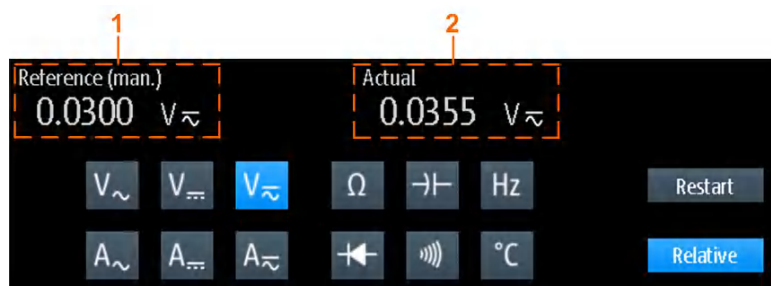 1 2
Reference (man.) Actual
0.0300 V⏦ 0.0355 V⏦
V~ V⎓ V⏦ Ω ⊣⊢ Hz Restart
A~ A⎓ A⏦ °C Relative